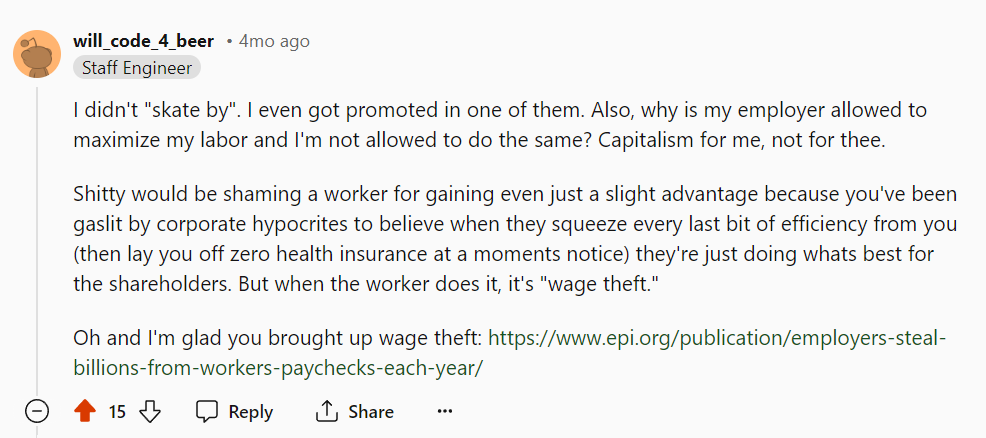 will_code_4_beer • 4mo ago
Staff Engineer
I didn't "skate by". I even got promoted in one of them. Also, why is my employer allowed to
maximize my labor and I'm not allowed to do the same? Capitalism for me, not for thee.
Shitty would be shaming a worker for gaining even just a slight advantage because you've been
gaslit by corporate hypocrites to believe when they squeeze every last bit of efficiency from you
(then lay you off zero health insurance at a moments notice) they're just doing whats best for
the shareholders. But when the worker does it, it's "wage theft."
Oh and I'm glad you brought up wage theft: https://www.epi.org/publication/employers-steal-
billions-from-workers-paychecks-each-year/
15 Reply Share ...